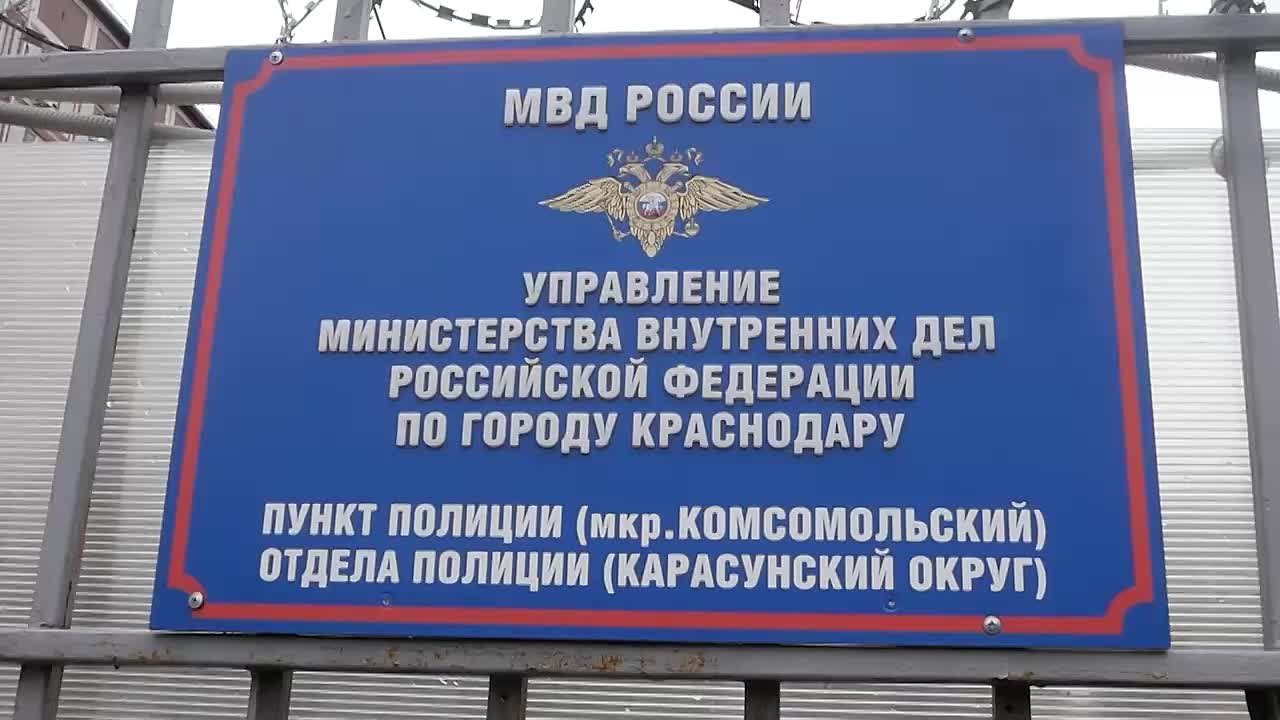 МВД РОССИИ
УПРАВЛЕНИЕ
МИНИСТЕРСТВА ВНУТРЕННИХ ДЕЛ
РОССИЙСКОЙ ФЕДЕРАЦИИ
ПО ГОРОДУ КРАСНОДАРУ
ПУНКТ ПОЛИЦИИ (мкр.КОМСОМОЛЬСКИЙ)
ОТДЕЛА ПОЛИЦИИ (КАРАСУНСКИЙ ОКРУГ)